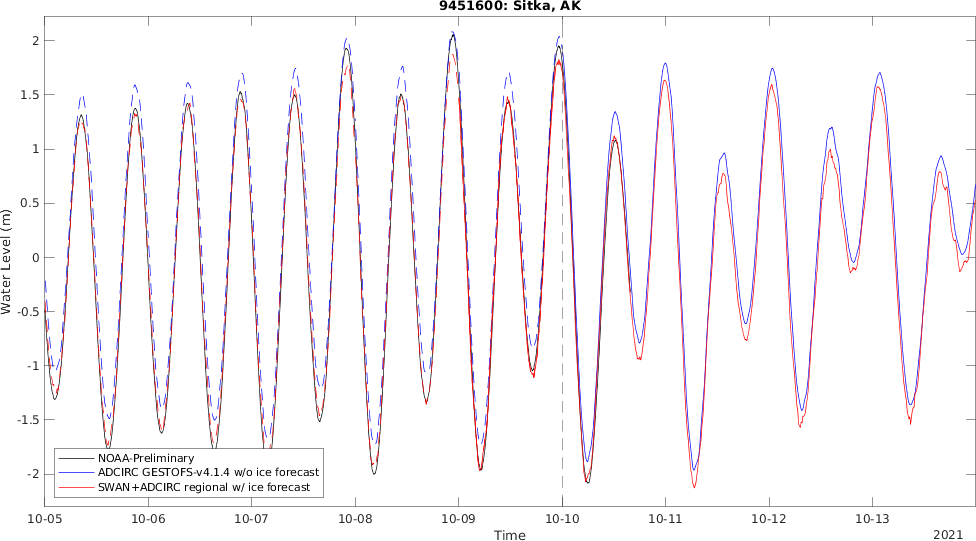 9451600: Sitka, AK
Water Level (m)
2
1.5
1
0.5
0
-0.5
-1
-1.5
-2
NOAA-Preliminary
ADCIRC GESTOFS-v4.1.4 w/o ice forecast
SWAN+ADCIRC regional w/ ice forecast
10-05 10-06 10-07 10-08 10-09 10-10 10-11 10-12 10-13
Time
2021